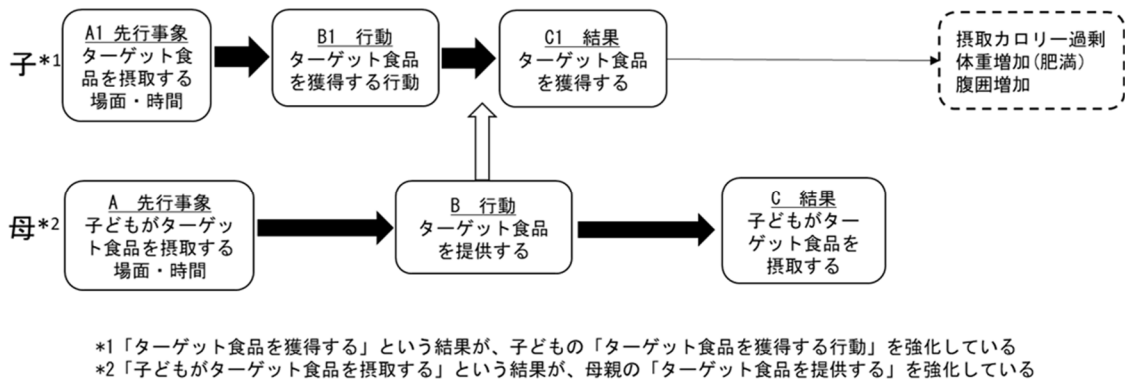 子*1
A1 先行事象
ターゲット食
品を摂取する
場面・時間
B1 行動
ターゲット食品
を獲得する行動
C1 結果
ターゲット食品
を獲得する
摂取カロリー過剰
体重増加(肥満)
腹囲増加
母*2
A 先行事象
子どもがターゲッ
ト食品を摂取する
場面・時間
B 行動
ターゲット食品
を提供する
C 結果
子どもがター
ゲット食品を
摂取する
*1「ターゲット食品を獲得する」という結果が、子どもの「ターゲット食品を獲得する行動」を強化している
*2「子どもがターゲット食品を摂取する」という結果が、母親の「ターゲット食品を提供する」を強化している